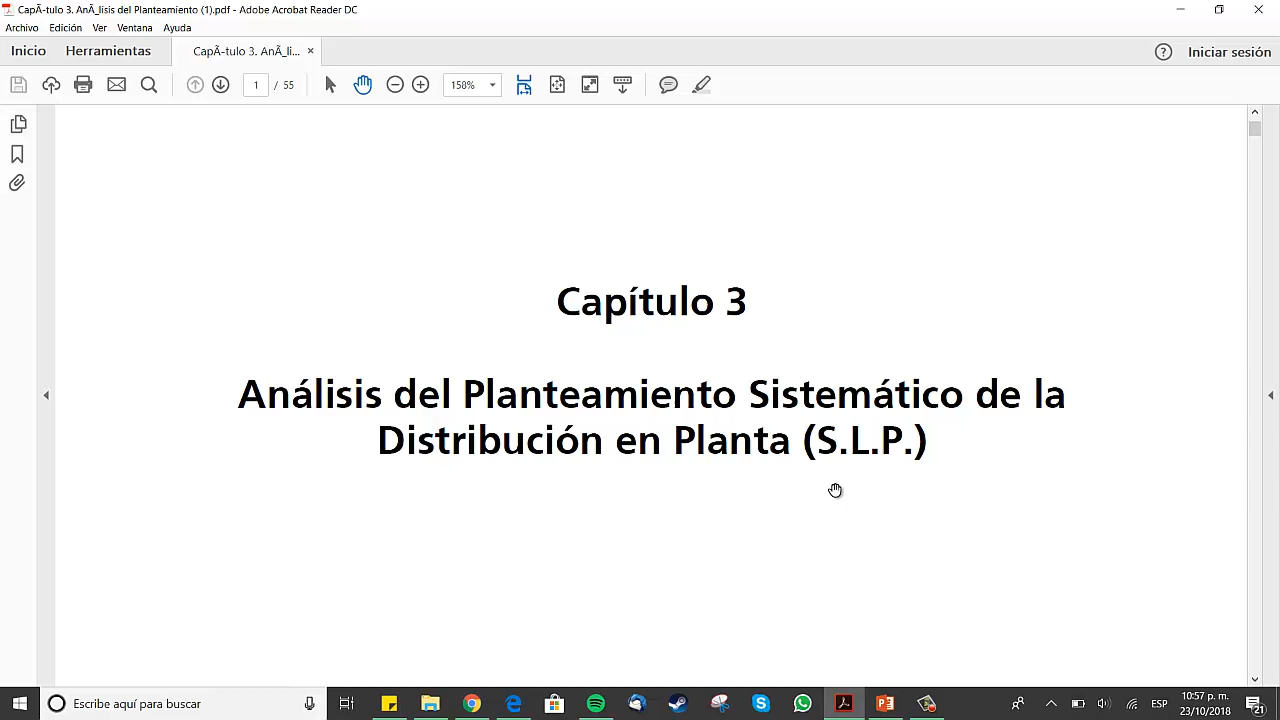 CapÃ-tulo 3. AnÃ_lisis del Planteamiento (1).pdf - Adobe Acrobat Reader DC
Archivo Edición Ver Ventana Ayuda
Inicio Herramientas CapÃ-tulo 3. AnÃ_li... × Iniciar sesión
1 / 55 158%
Capítulo 3
Análisis del Planteamiento Sistemático de la
Distribución en Planta (S.L.P.)
Escribe aquí para buscar
ESP
10:57 p. m.
23/10/2018
21